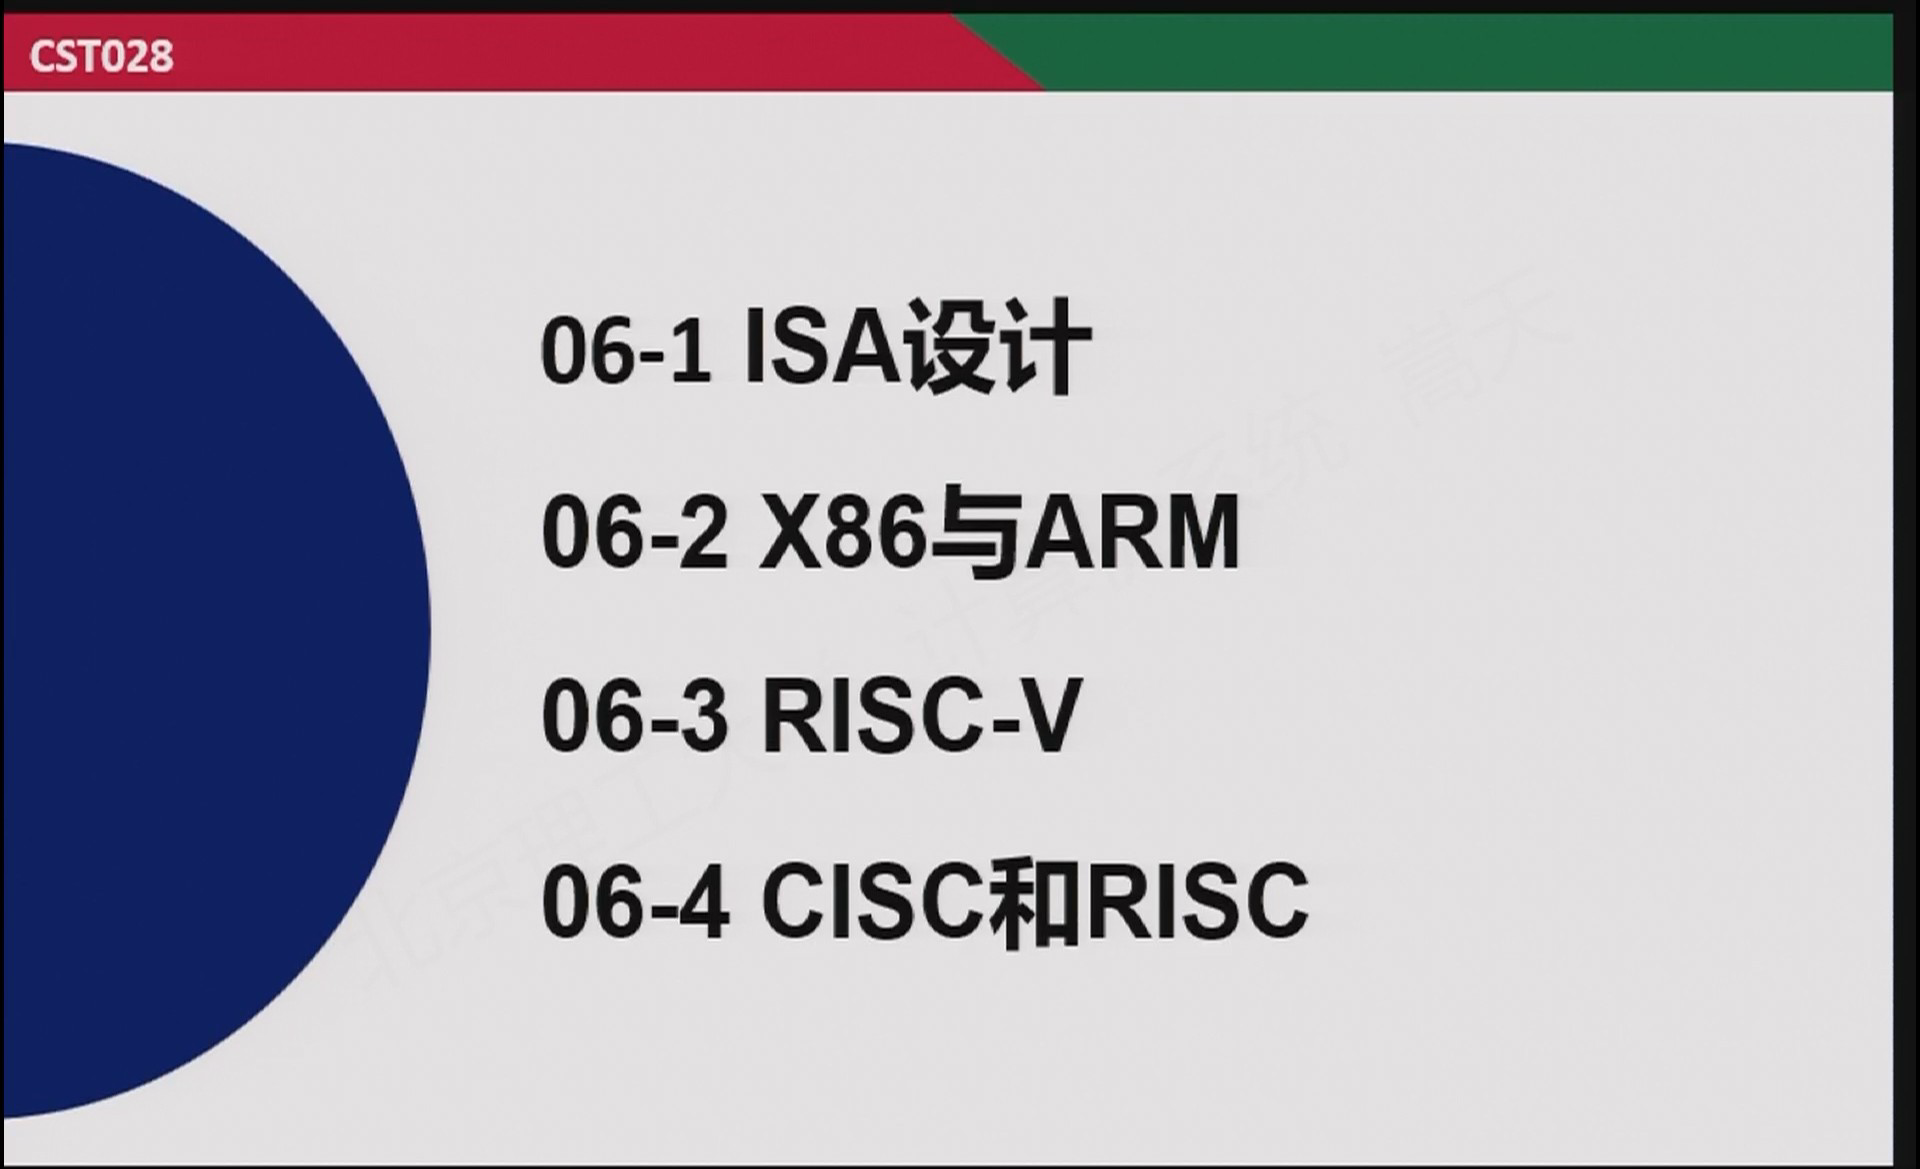 CST028
06-1 ISA设计
06-2 X86与ARM
06-3 RISC-V
06-4 CISC和RISC
北京理工大学 计算机系统 嵩天